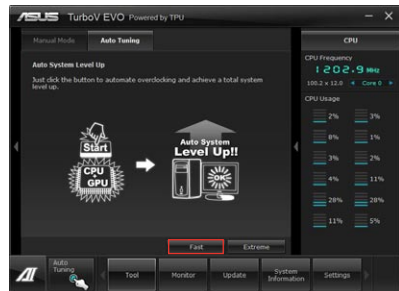 ASUS TurboV EVO Powered by TPU
Manual Mode
Auto Tuning
CPU
Auto System Level Up
Just click the button to automate overclocking and achieve a total system
level up.
CPU Frequency
1202.9 MHz
100.2 x 12.0
Core 0
CPU Usage
2%
3%
0%
1%
3%
2%
4%
11%
20%
20%
11%
5%
Start
CPU
+
GPU
Auto System
Level Up!!
OK
Fast
Extreme
Auto
Tuning
Tool
Monitor
Update
System
Information
Settings